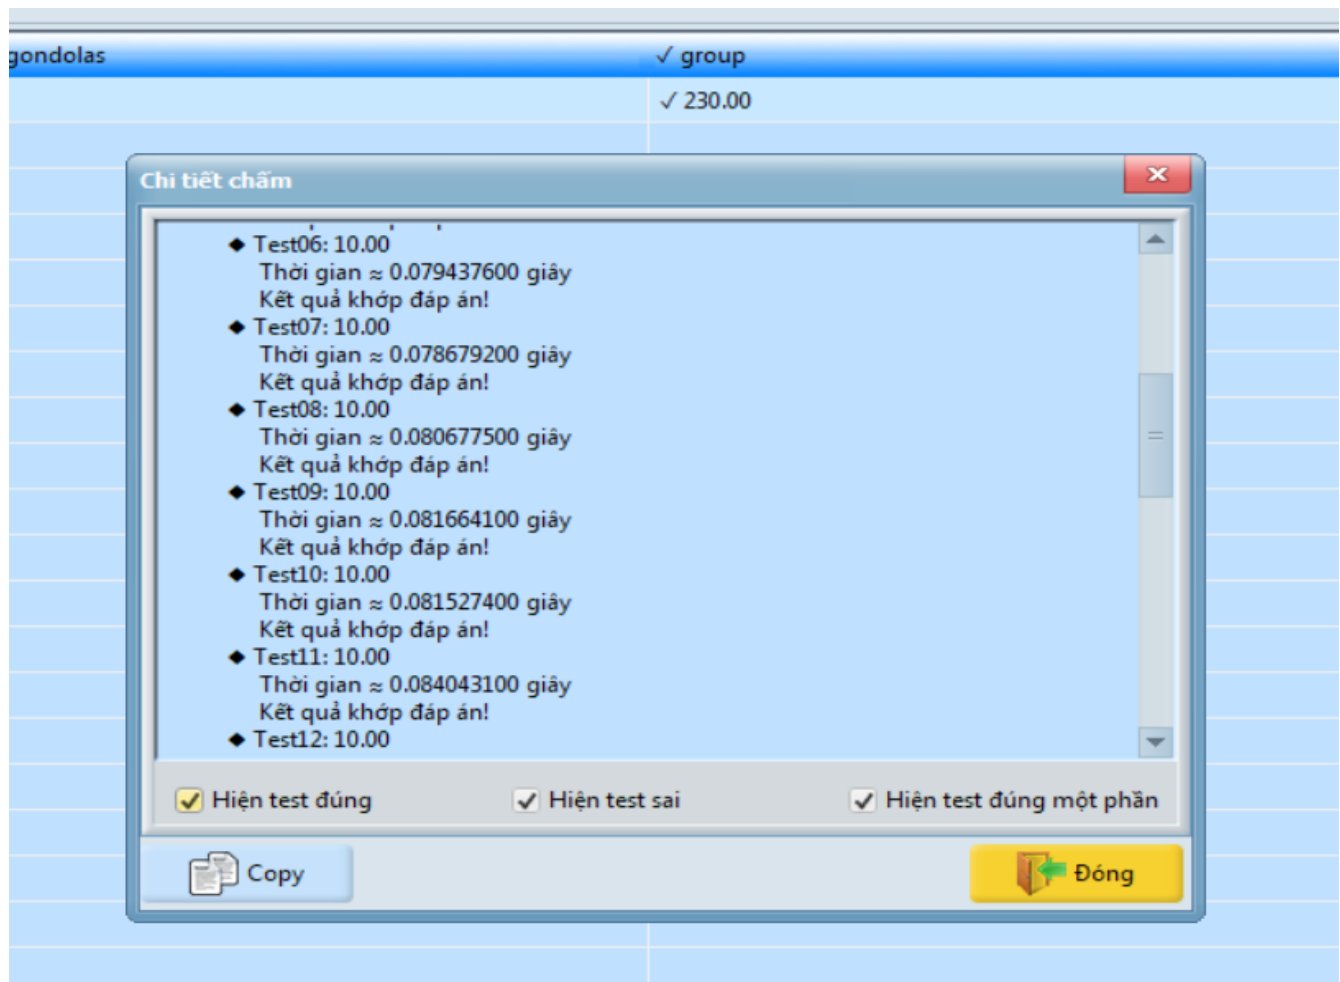 gondolas
✓ group
✓ 230.00
Chi tiết chấm
◆ Test06: 10.00
Thời gian ≈ 0.079437600 giây
Kết quả khớp đáp án!
◆ Test07: 10.00
Thời gian ≈ 0.078679200 giây
Kết quả khớp đáp án!
◆ Test08: 10.00
Thời gian ≈ 0.080677500 giây
Kết quả khớp đáp án!
◆ Test09: 10.00
Thời gian ≈ 0.081664100 giây
Kết quả khớp đáp án!
◆ Test10: 10.00
Thời gian ≈ 0.081527400 giây
Kết quả khớp đáp án!
◆ Test11: 10.00
Thời gian ≈ 0.084043100 giây
Kết quả khớp đáp án!
◆ Test12: 10.00
Hiện test đúng
Hiện test sai
Hiện test đúng một phần
Copy
Đóng